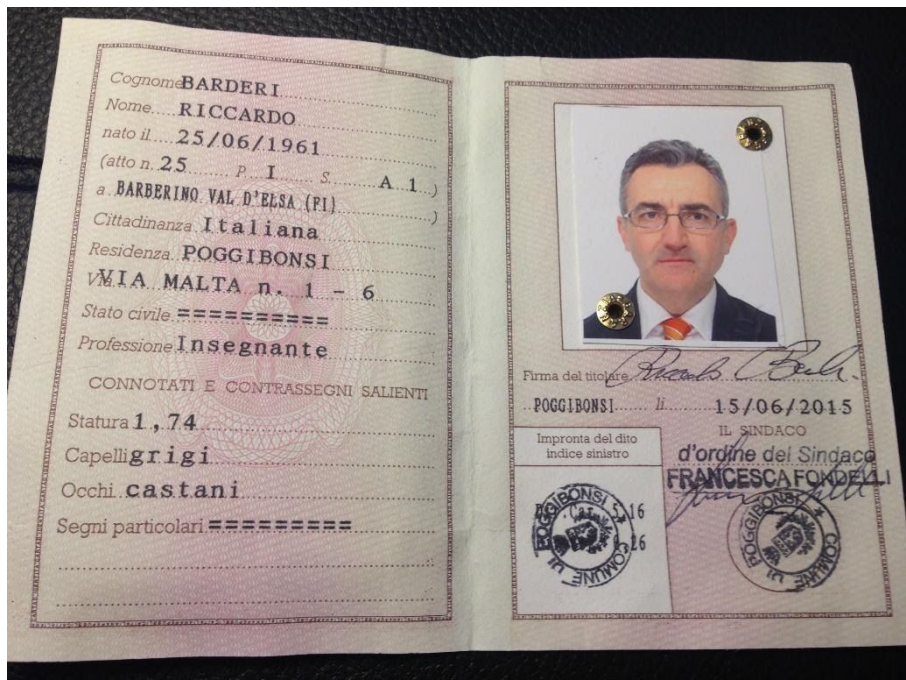 Cognome BARDERI
Nome RICCARDO
nato il 25/06/1961
(atto n. 25 P. I S. A 1)
a BARBERINO VAL D'ELSA (FI) )
Cittadinanza Italiana
Residenza POGGIBONSI
Via VIA MALTA n. 1 - 6
Stato civile ==========
Professione Insegnante
CONNOTATI E CONTRASSEGNI SALIENTI
Statura 1,74
Capelli grigi
Occhi castani
Segni particolari =========
Firma del titolare
POGGIBONSI li 15/06/2015
IL SINDACO
Impronta del dito
indice sinistro
d'ordine del Sindaco
FRANCESCA FONDELLI
COMUNE DI POGGIBONSI
COMUNE DI POGGIBONSI